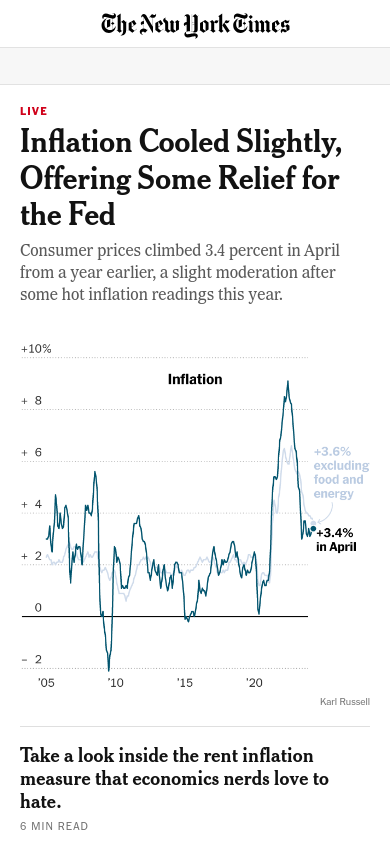 The New York Times
LIVE
Inflation Cooled Slightly,
Offering Some Relief for
the Fed
Consumer prices climbed 3.4 percent in April
from a year earlier, a slight moderation after
some hot inflation readings this year.
+10%
Inflation
+ 8
+ 6
+3.6%
excluding
food and
energy
+ 4
+3.4%
in April
+ 2
0
– 2
'05 '10 '15 '20
Karl Russell
Take a look inside the rent inflation
measure that economics nerds love to
hate.
6 MIN READ